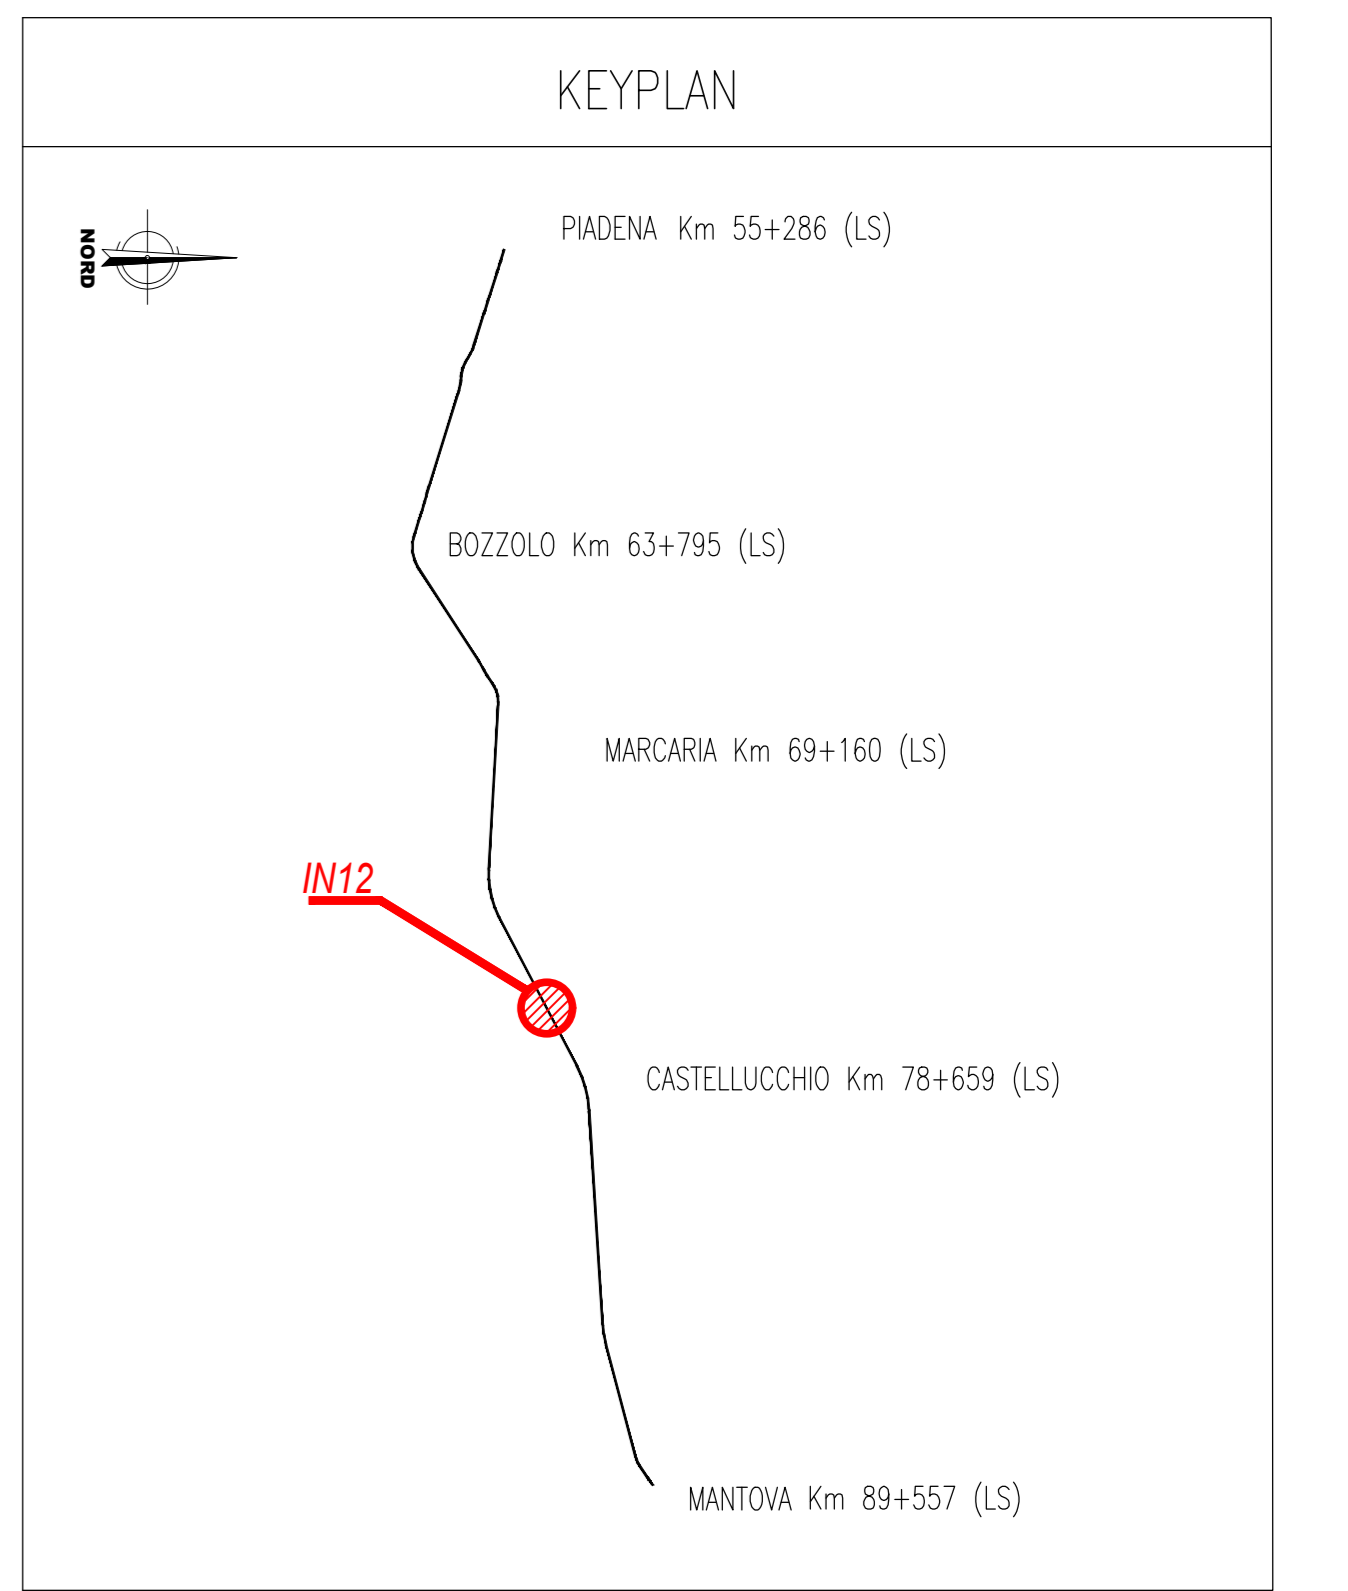 KEYPLAN
NORD
PIADENA Km 55+286 (LS)
BOZZOLO Km 63+795 (LS)
MARCARIA Km 69+160 (LS)
IN12
CASTELLUCCHIO Km 78+659 (LS)
MANTOVA Km 89+557 (LS)